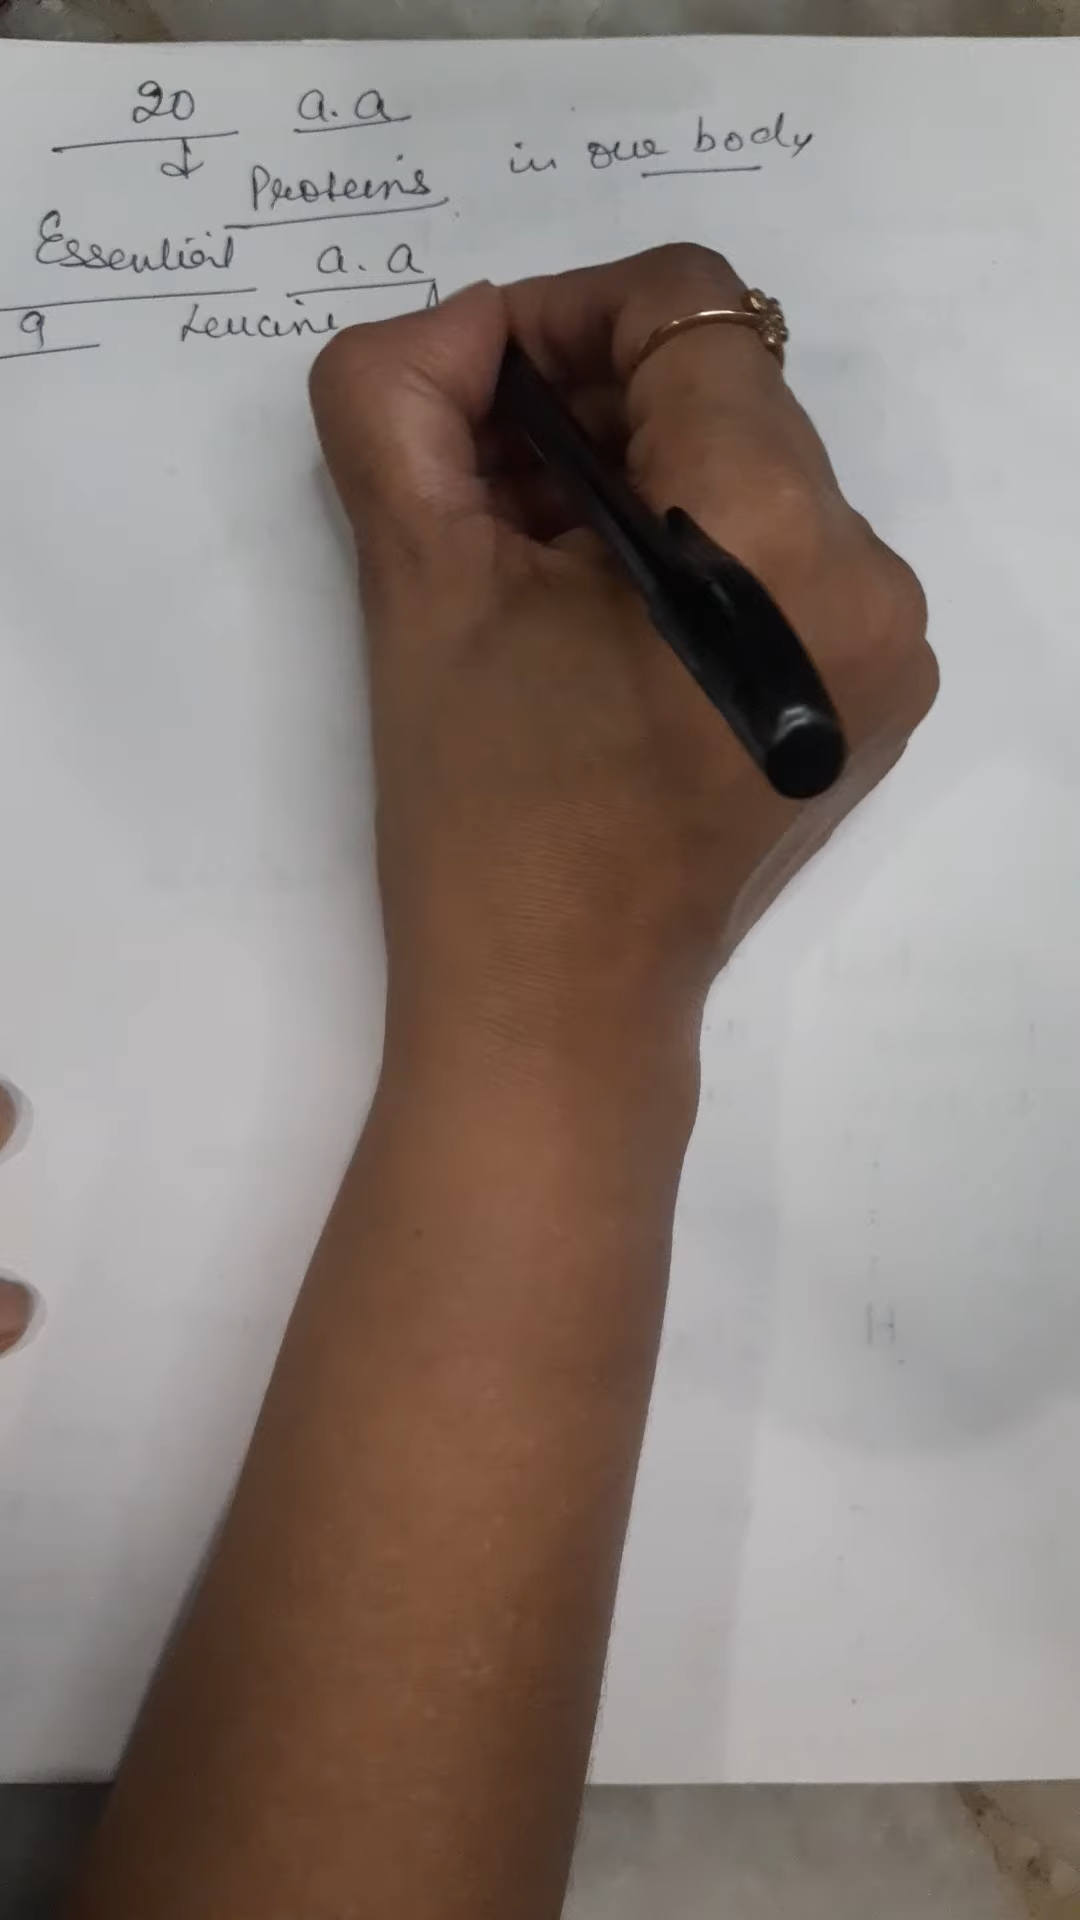 20 a.a
Proteins in our body
Essential a.a
9 Leucine
H